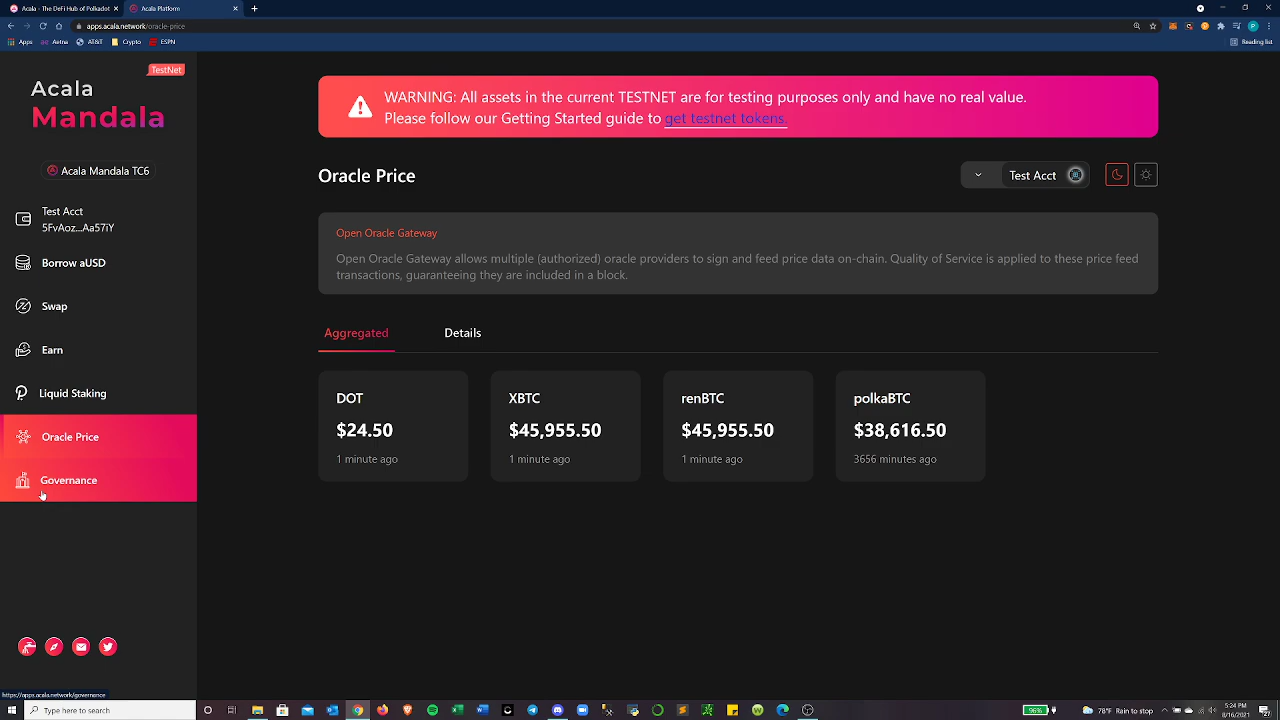 Acala - The DeFi Hub of Polkadot
Acala Platform
apps.acala.network/oracle-price
Apps
Aetna
AT&T
Crypto
ESPN
Reading list
TestNet
Acala
Mandala
Acala Mandala TC6
Test Acct
5FvAoz...Aa57iY
Borrow aUSD
Swap
Earn
Liquid Staking
Oracle Price
Governance
WARNING: All assets in the current TESTNET are for testing purposes only and have no real value.
Please follow our Getting Started guide to get testnet tokens.
Oracle Price
Test Acct
Open Oracle Gateway
Open Oracle Gateway allows multiple (authorized) oracle providers to sign and feed price data on-chain. Quality of Service is applied to these price feed
transactions, guaranteeing they are included in a block.
Aggregated
Details
DOT
$24.50
1 minute ago
XBTC
$45,955.50
1 minute ago
renBTC
$45,955.50
1 minute ago
polkaBTC
$38,616.50
3656 minutes ago
https://apps.acala.network/governance
Type here to search
96%
78°F Rain to stop
5:24 PM
8/16/2021